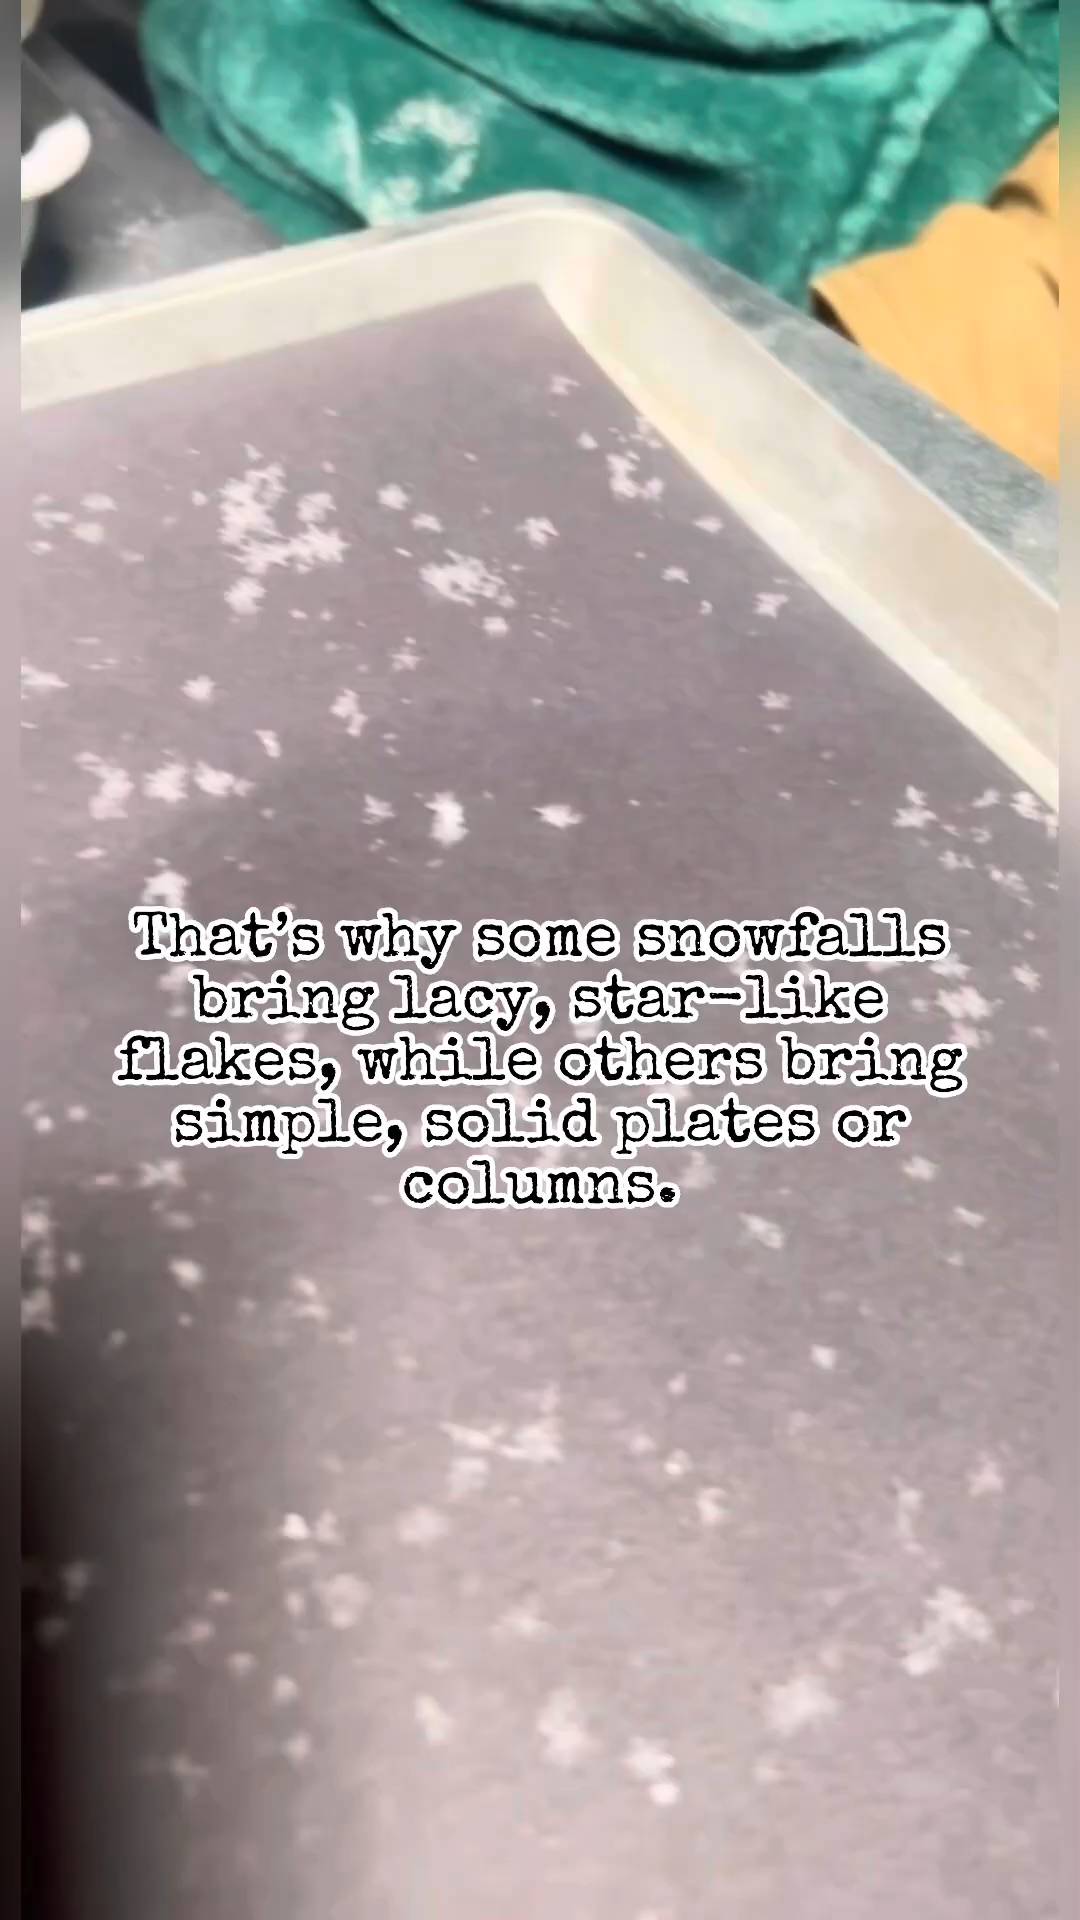 That’s why some snowfalls
bring lacy, star-like
flakes, while others bring
simple, solid plates or
columns.